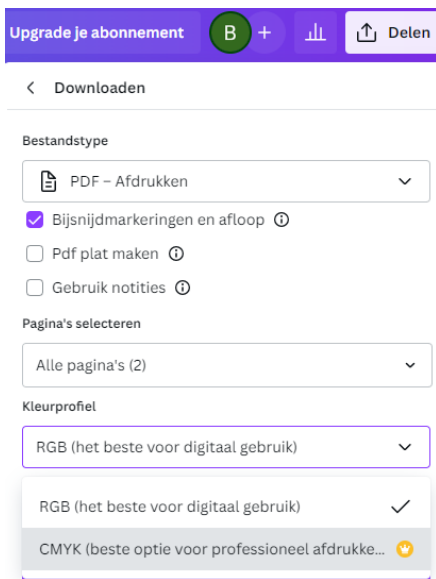 Upgrade je abonnement B + Delen
Downloaden
Bestandstype
PDF – Afdrukken
Bijsnijdmarkeringen en afloop
Pdf plat maken
Gebruik notities
Pagina's selecteren
Alle pagina's (2)
Kleurprofiel
RGB (het beste voor digitaal gebruik)
RGB (het beste voor digitaal gebruik)
CMYK (beste optie voor professioneel afdrukke...